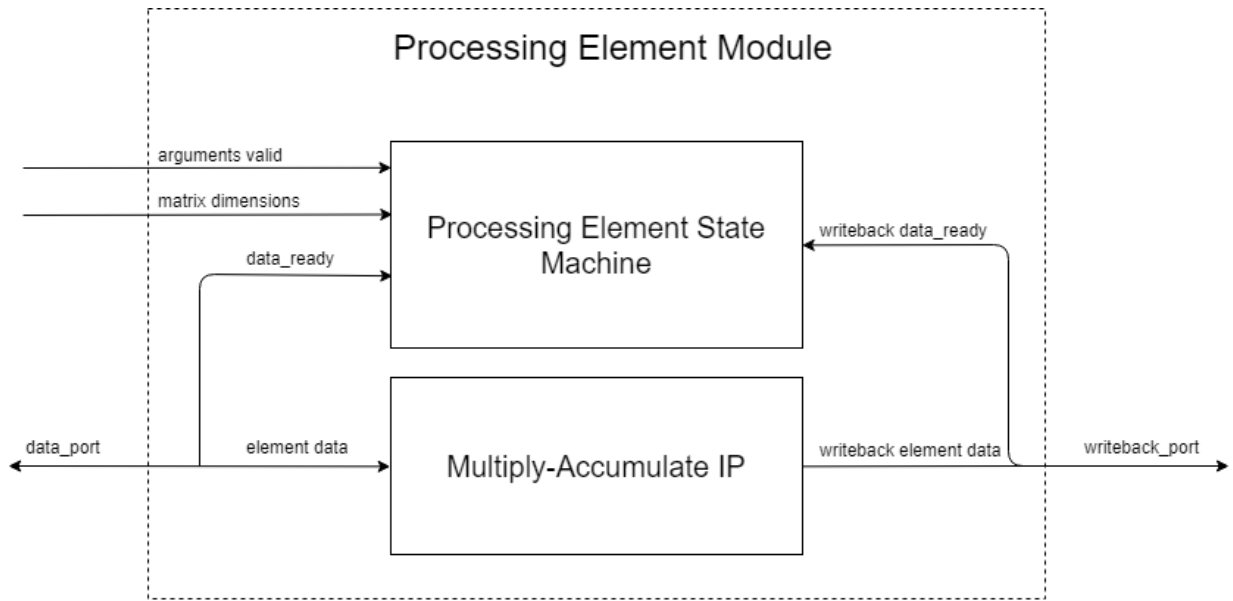 Processing Element Module
arguments valid
matrix dimensions
data_ready
Processing Element State
Machine
writeback data_ready
data_port
element data
Multiply-Accumulate IP
writeback element data
writeback_port